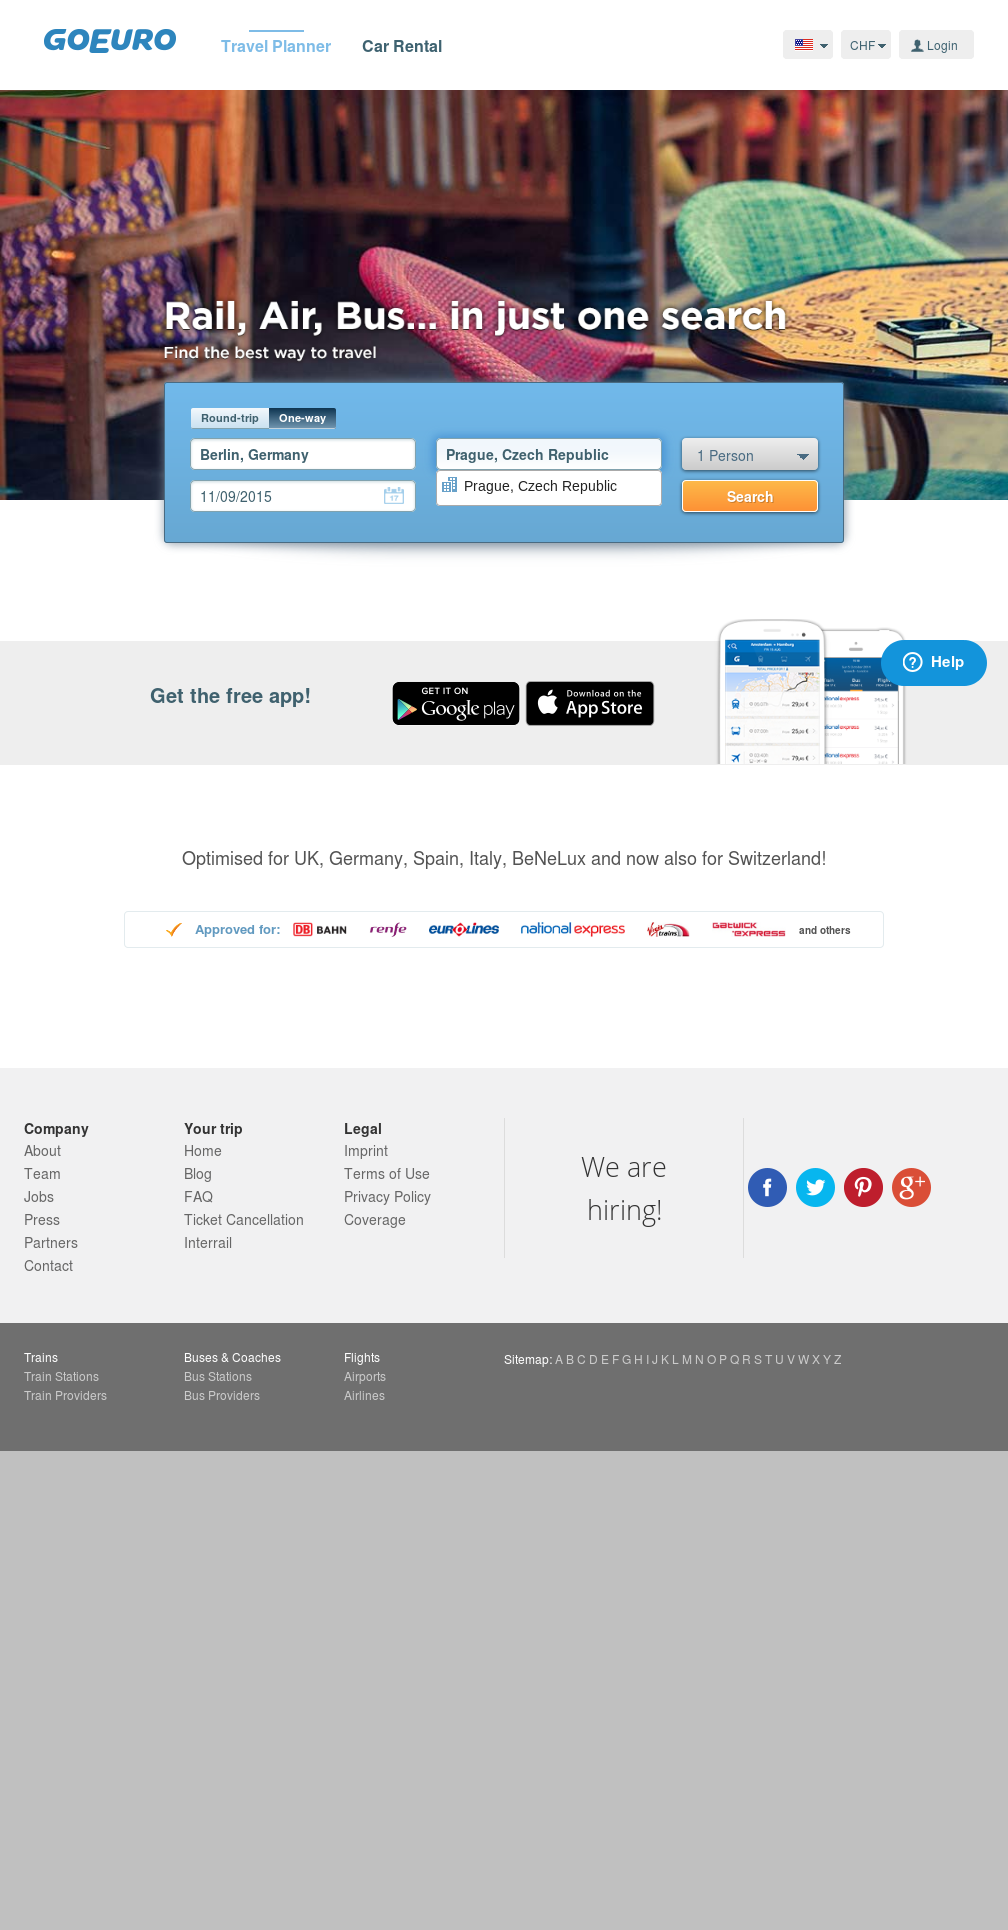 GOEURO
Travel Planner
Car Rental
CHF
Login
Rail, Air, Bus... in just one search
Find the best way to travel
Round-trip
One-way
Berlin, Germany
Prague, Czech Republic
1 Person
11/09/2015
17
Prague, Czech Republic
Search
Get the free app!
GET IT ON
Google play
Download on the
App Store
Help
Optimised for UK, Germany, Spain, Italy, BeNeLux and now also for Switzerland!
Approved for:
DB BAHN
renfe
EUROLINES
national express
Virgin trains
GATWICK EXPRESS
and others
Company
About
Team
Jobs
Press
Partners
Contact
Your trip
Home
Blog
FAQ
Ticket Cancellation
Interrail
Legal
Imprint
Terms of Use
Privacy Policy
Coverage
We are
hiring!
Trains
Train Stations
Train Providers
Buses & Coaches
Bus Stations
Bus Providers
Flights
Airports
Airlines
Sitemap: A B C D E F G H I J K L M N O P Q R S T U V W X Y Z